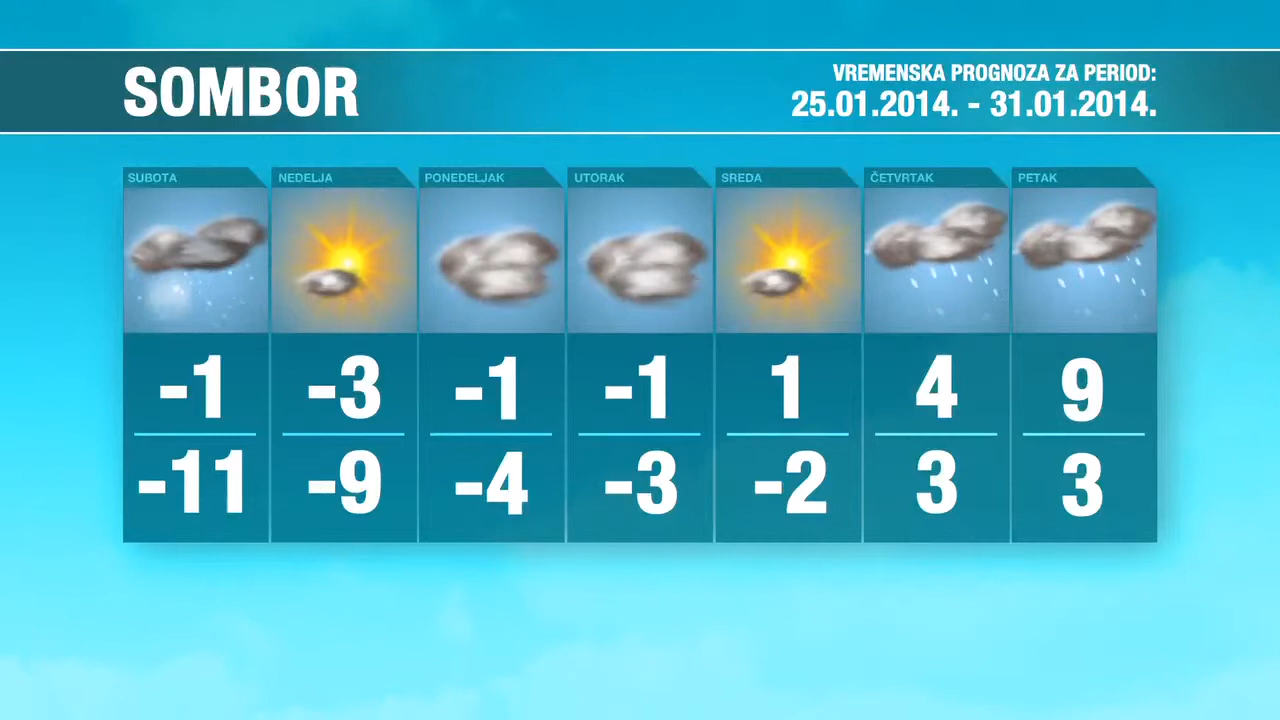 SOMBOR
VREMENSKA PROGNOZA ZA PERIOD:
25.01.2014. - 31.01.2014.
SUBOTA NEDELJA PONEDELJAK UTORAK SREDA ČETVRTAK PETAK
-1 -3 -1 -1 1 4 9
-11 -9 -4 -3 -2 3 3